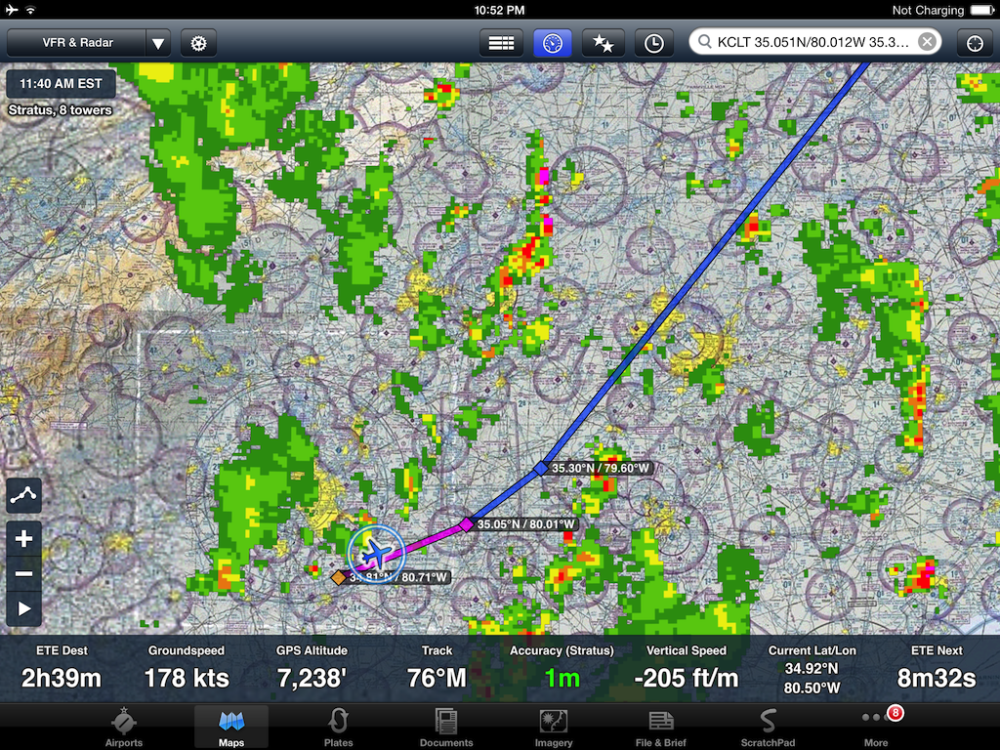 10:52 PM
Not Charging
VFR & Radar
KCLT 35.051N/80.012W 35.3...
11:40 AM EST
Stratus, 8 towers
35.30°N / 79.60°W
35.05°N / 80.01°W
34.81°N / 80.71°W
ETE Dest
Groundspeed
GPS Altitude
Track
Accuracy (Stratus)
Vertical Speed
Current Lat/Lon
ETE Next
2h39m
178 kts
7,238'
76°M
1m
-205 ft/m
34.92°N
80.50°W
8m32s
8
Airports
Maps
Plates
Documents
Imagery
File & Brief
ScratchPad
More